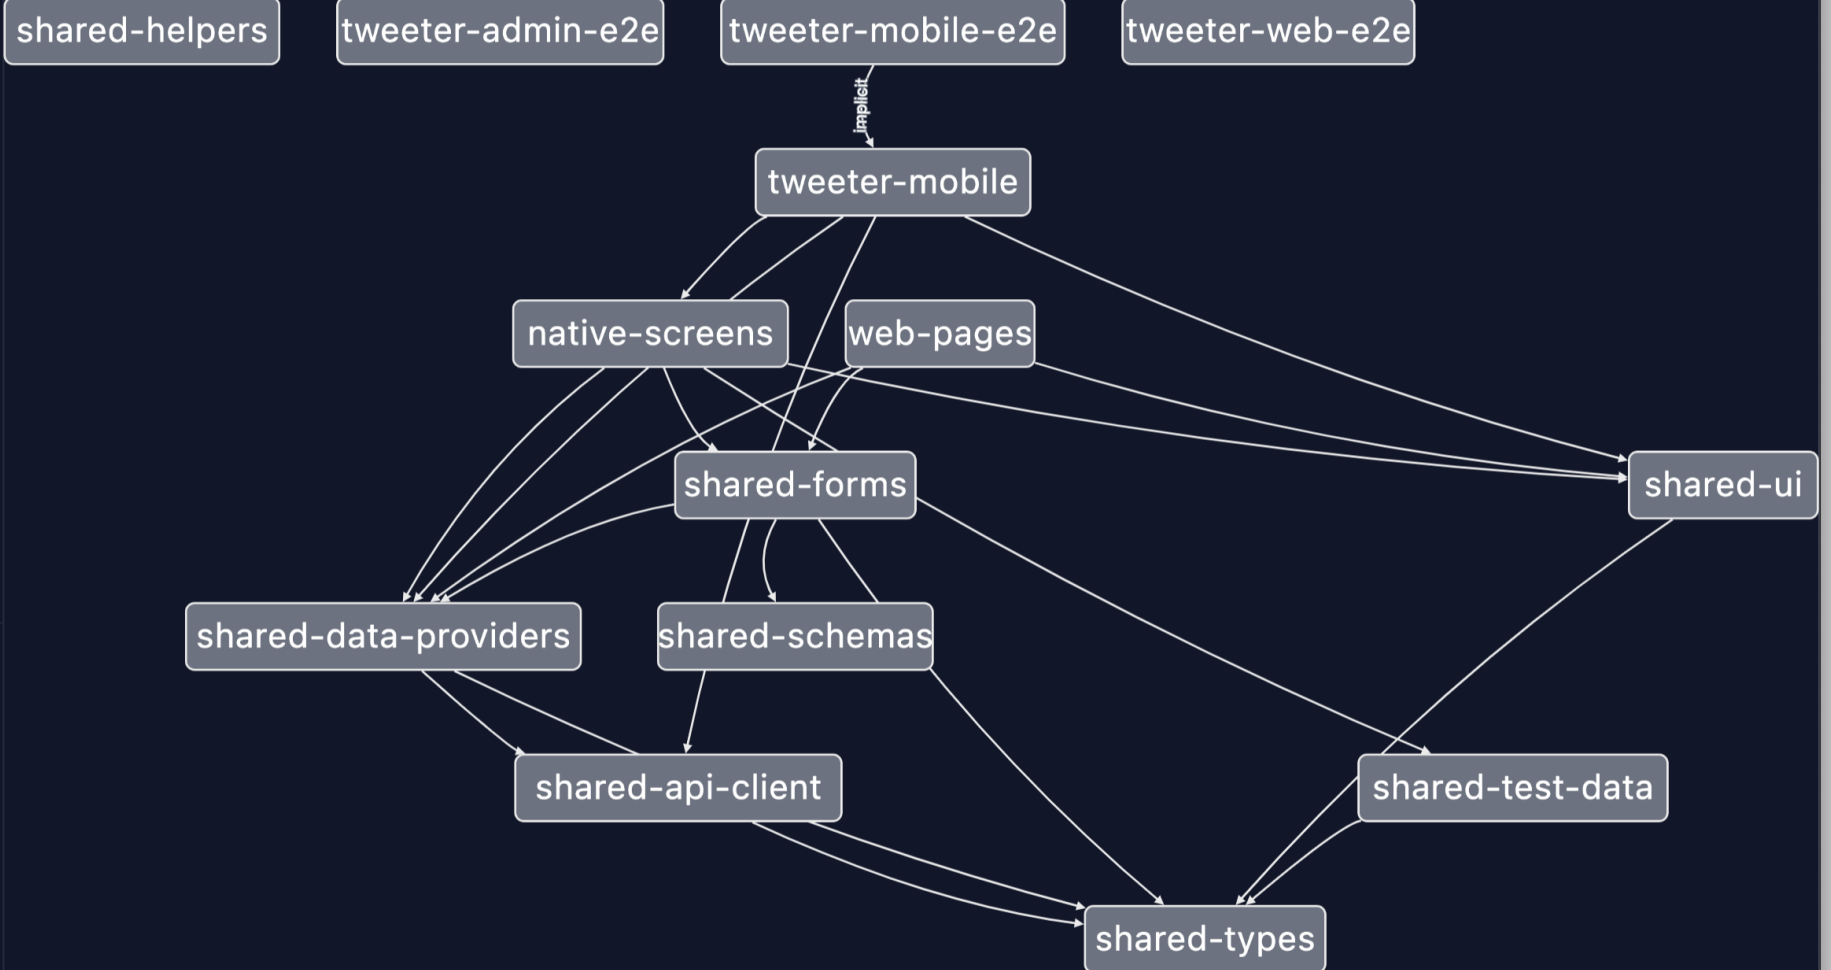 shared-helpers
tweeter-admin-e2e
tweeter-mobile-e2e
tweeter-web-e2e
implicit
tweeter-mobile
native-screens
web-pages
shared-forms
shared-ui
shared-data-providers
shared-schemas
shared-api-client
shared-test-data
shared-types